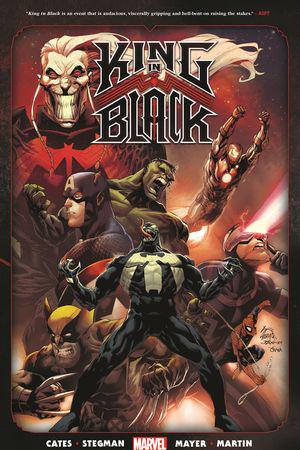 "King in Black is an event that is audacious, viscerally gripping and hell-bent on raising the stakes." - AIPT
KING
IN
BLACK
CATES • STEGMAN MARVEL MAYER • MARTIN